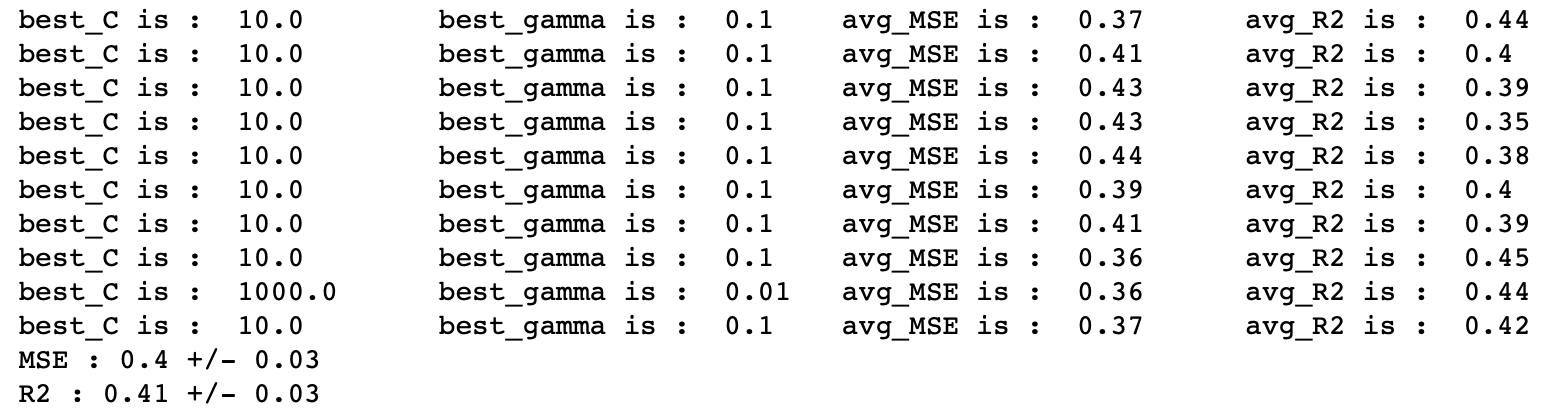 best_C is :  10.0        best_gamma is :  0.1   avg_MSE is :  0.37      avg_R2 is :  0.44
best_C is :  10.0        best_gamma is :  0.1   avg_MSE is :  0.41      avg_R2 is :  0.4
best_C is :  10.0        best_gamma is :  0.1   avg_MSE is :  0.43      avg_R2 is :  0.39
best_C is :  10.0        best_gamma is :  0.1   avg_MSE is :  0.43      avg_R2 is :  0.35
best_C is :  10.0        best_gamma is :  0.1   avg_MSE is :  0.44      avg_R2 is :  0.38
best_C is :  10.0        best_gamma is :  0.1   avg_MSE is :  0.39      avg_R2 is :  0.4
best_C is :  10.0        best_gamma is :  0.1   avg_MSE is :  0.41      avg_R2 is :  0.39
best_C is :  10.0        best_gamma is :  0.1   avg_MSE is :  0.36      avg_R2 is :  0.45
best_C is :  1000.0      best_gamma is :  0.01  avg_MSE is :  0.36      avg_R2 is :  0.44
best_C is :  10.0        best_gamma is :  0.1   avg_MSE is :  0.37      avg_R2 is :  0.42
MSE : 0.4 +/- 0.03
R2 : 0.41 +/- 0.03